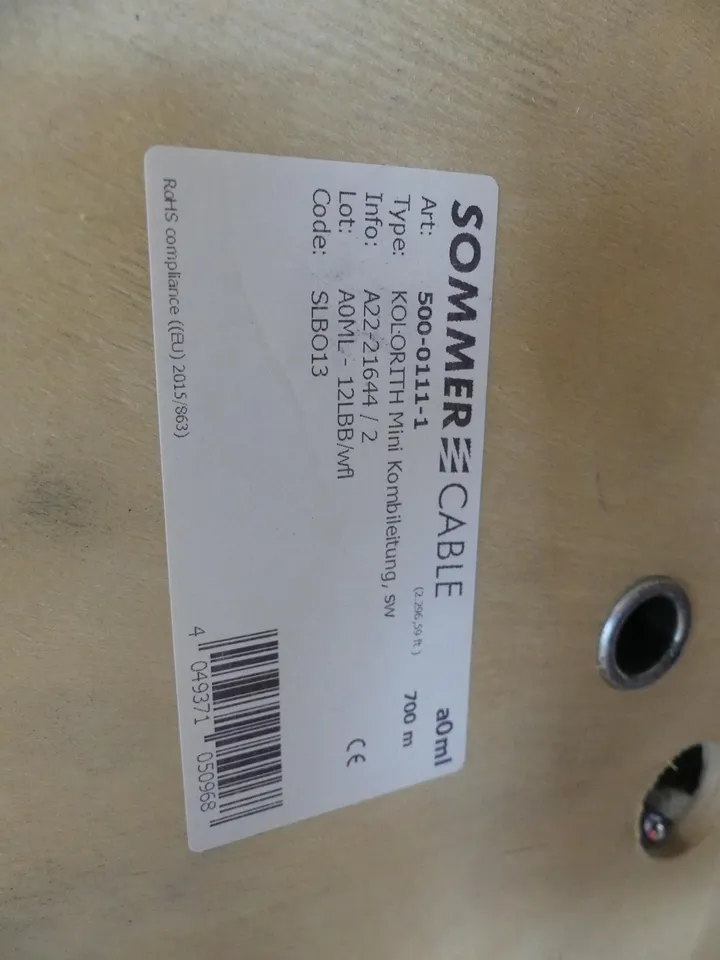 SOMMER CABLE
a0ml
(2.296,59 ft.)
Art: 500-0111-1 700 m
Type: KOLORITH Mini Kombileitung, sw
Info: A22-21644 / 2
Lot: A0ML - 12LBB/wfl
Code: SLBO13
CE
4 049371 050968
RoHS compliance ((EU) 2015/863)